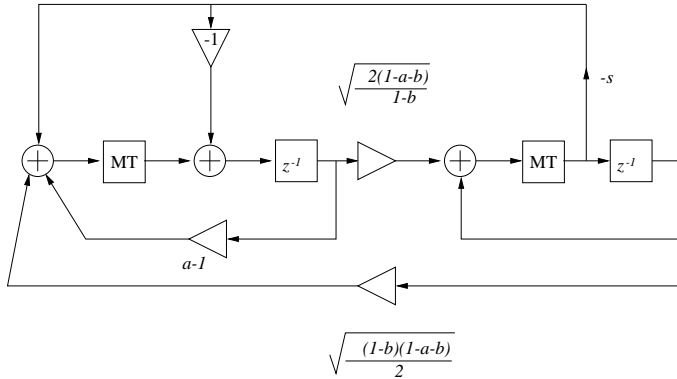 -1
√(2(1-a-b)/1-b)
-s
MT
z⁻¹
MT
z⁻¹
a-1
√((1-b)(1-a-b)/2)